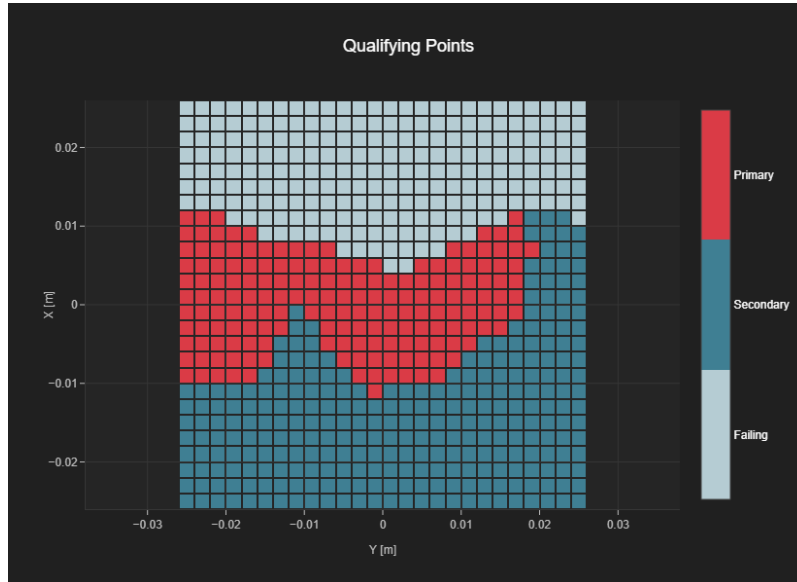 Qualifying Points
0.02
0.01
0
−0.01
−0.02
X [m]
−0.03
−0.02
−0.01
0
0.01
0.02
0.03
Y [m]
Primary
Secondary
Failing